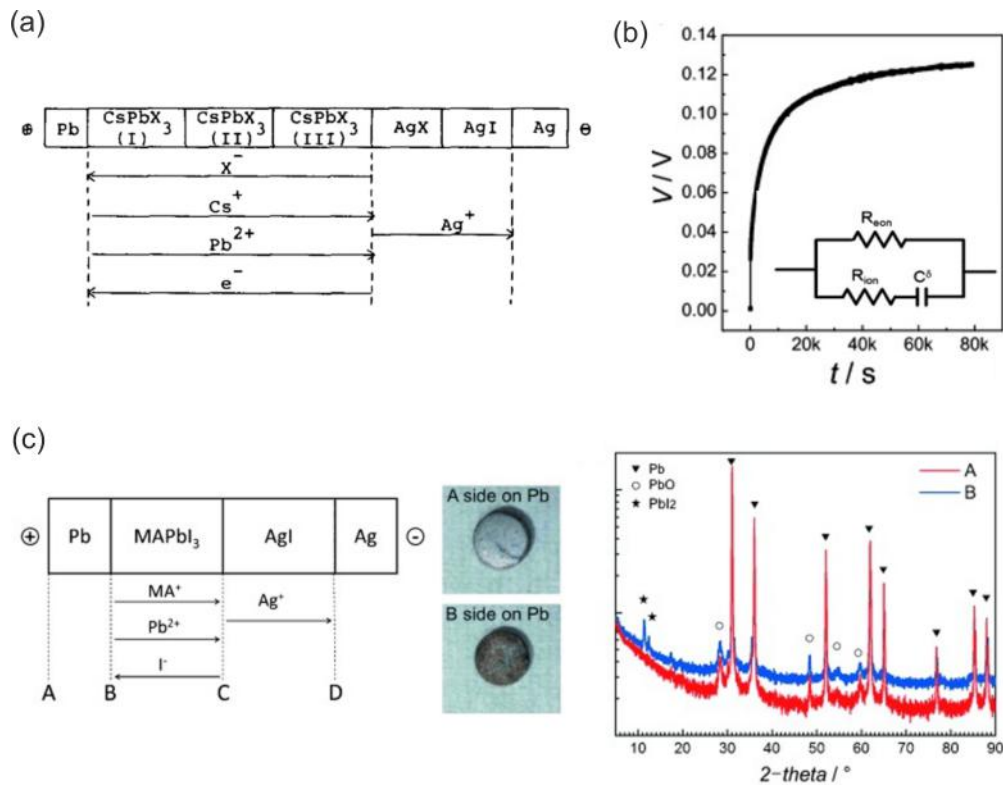 (a)
⊕ Pb CsPbX3 (I) CsPbX3 (II) CsPbX3 (III) AgX AgI Ag ⊖
X⁻
Cs⁺
Ag⁺
Pb²⁺
e⁻
(b)
V / V
0.14
0.12
0.10
0.08
0.06
0.04
0.02
0.00
Reon
Rion Cδ
0 20k 40k 60k 80k
t / s
(c)
⊕ Pb MAPbI3 AgI Ag ⊖
MA⁺
Ag⁺
Pb²⁺
I⁻
A B C D
A side on Pb
B side on Pb
▼ Pb
○ PbO
★ PbI2
A
B
10 20 30 40 50 60 70 80 90
2-theta / °